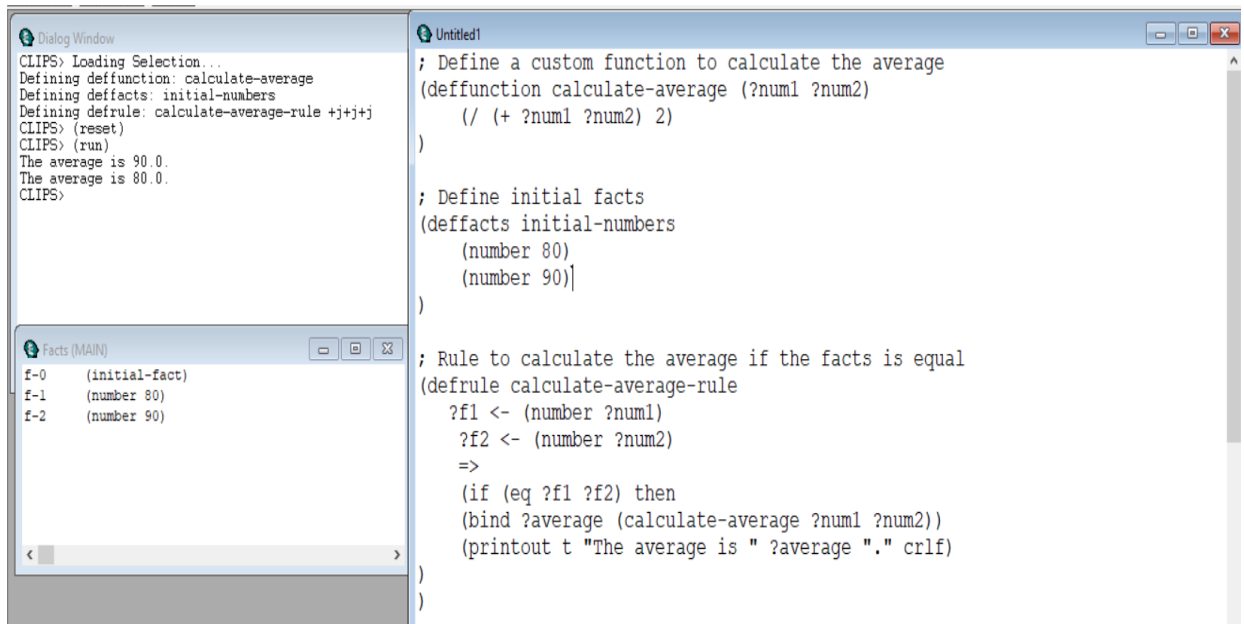 Dialog Window
CLIPS> Loading Selection...
Defining deffunction: calculate-average
Defining deffacts: initial-numbers
Defining defrule: calculate-average-rule +j+j+j
CLIPS> (reset)
CLIPS> (run)
The average is 90.0.
The average is 80.0.
CLIPS>
Facts (MAIN)
f-0 (initial-fact)
f-1 (number 80)
f-2 (number 90)
Untitled1
; Define a custom function to calculate the average
(deffunction calculate-average (?num1 ?num2)
(/ (+ ?num1 ?num2) 2)
)
; Define initial facts
(deffacts initial-numbers
(number 80)
(number 90)
)
; Rule to calculate the average if the facts is equal
(defrule calculate-average-rule
?f1 <- (number ?num1)
?f2 <- (number ?num2)
=>
(if (eq ?f1 ?f2) then
(bind ?average (calculate-average ?num1 ?num2))
(printout t "The average is " ?average "." crlf)
)
)